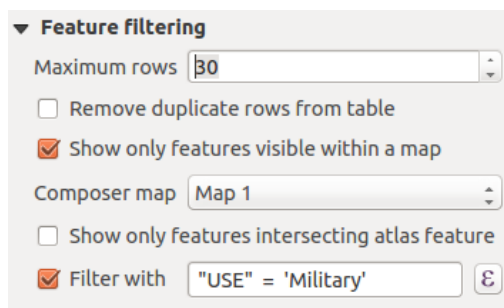 Feature filtering
Maximum rows 30
Remove duplicate rows from table
Show only features visible within a map
Composer map Map 1
Show only features intersecting atlas feature
Filter with "USE" = 'Military' ε